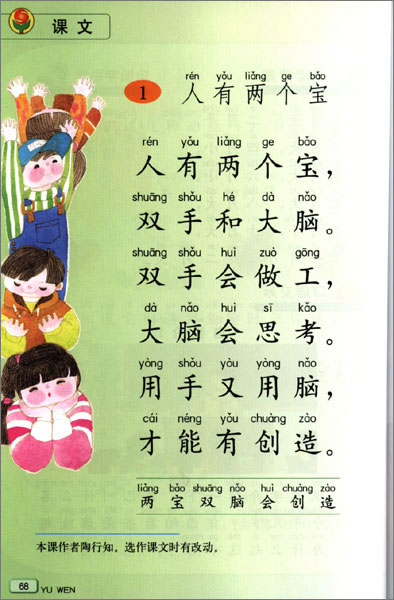 课文
rén yǒu liǎng ge bǎo
1 人有两个宝
rén yǒu liǎng ge bǎo
人有两个宝，
shuāng shǒu hé dà nǎo
双手和大脑。
shuāng shǒu huì zuò gōng
双手会做工，
dà nǎo huì sī kǎo
大脑会思考。
yòng shǒu yòu yòng nǎo
用手又用脑，
cái néng yǒu chuàng zào
才能有创造。
liǎng bǎo shuāng nǎo huì chuàng zào
两宝双脑会创造
本课作者陶行知，选作课文时有改动。
68 YU WEN